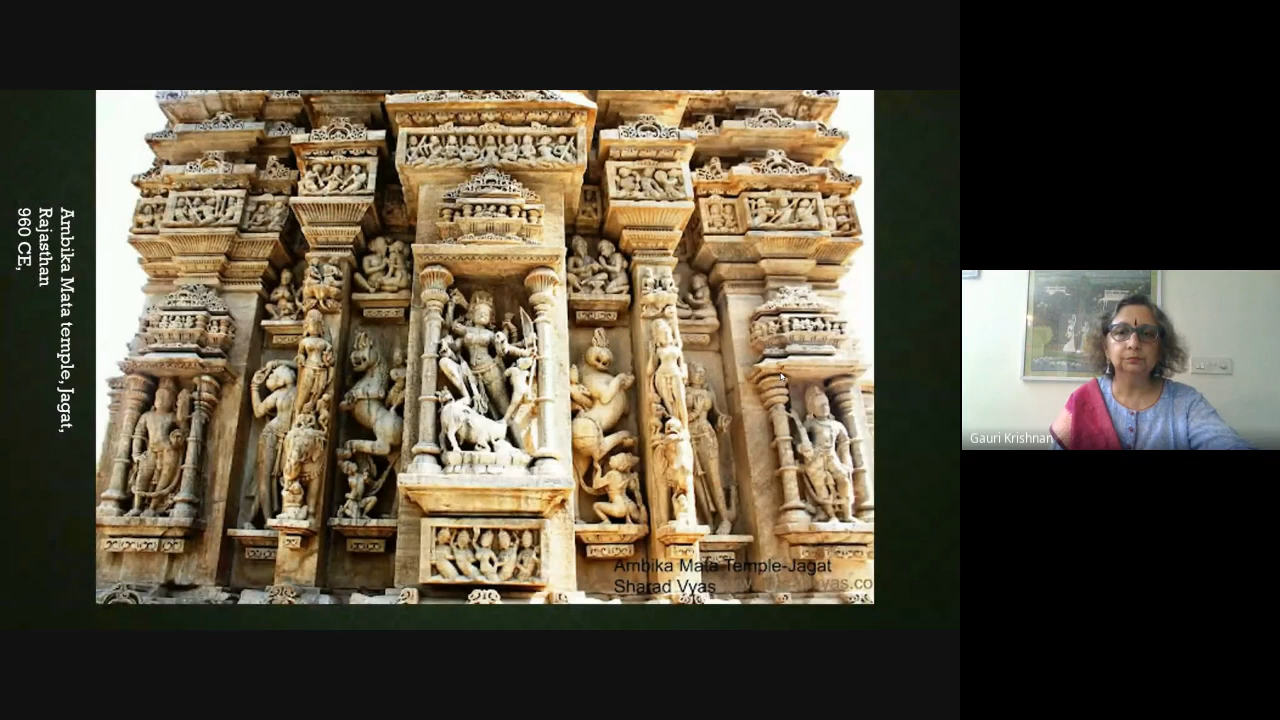 Ambika Mata temple, Jagat,
Rajasthan
960 CE,
Ambika Mata Temple-Jagat
Sharad Vyas
Gauri Krishnan